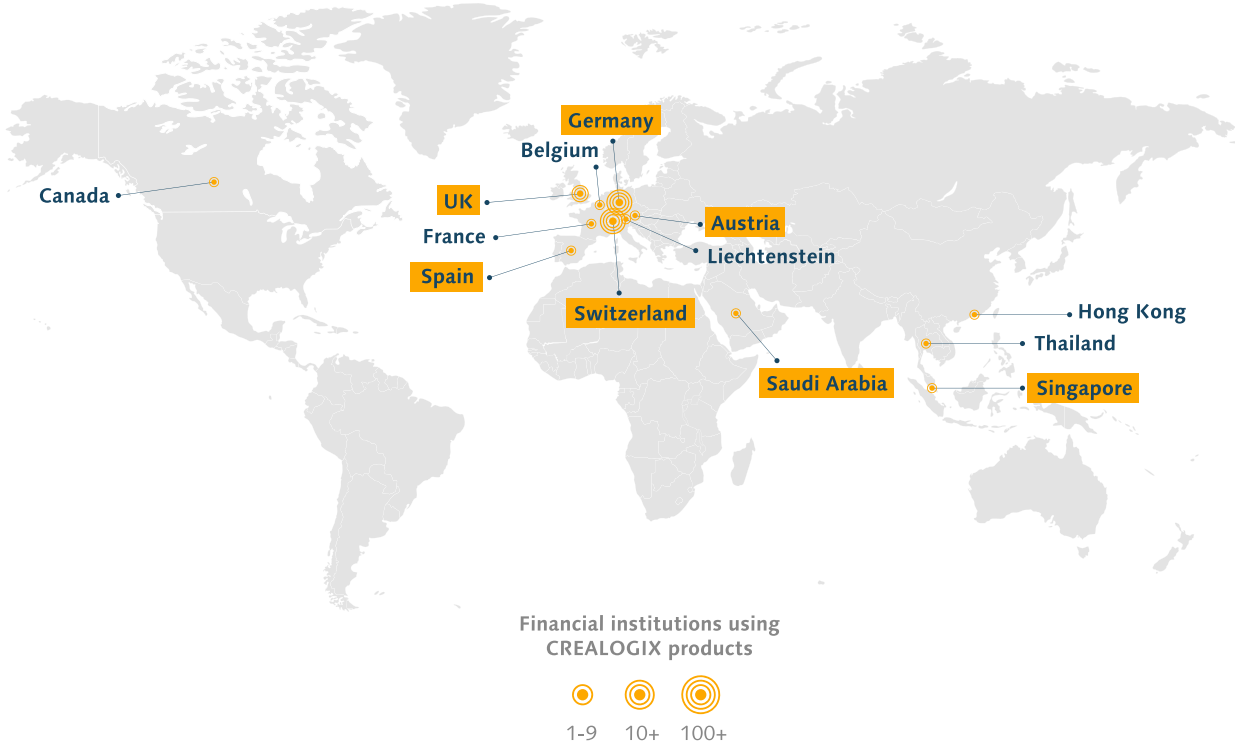 Germany
Belgium
Canada
UK
Austria
France
Liechtenstein
Spain
Switzerland
Hong Kong
Thailand
Saudi Arabia
Singapore
Financial institutions using
CREALOGIX products
1-9
10+
100+